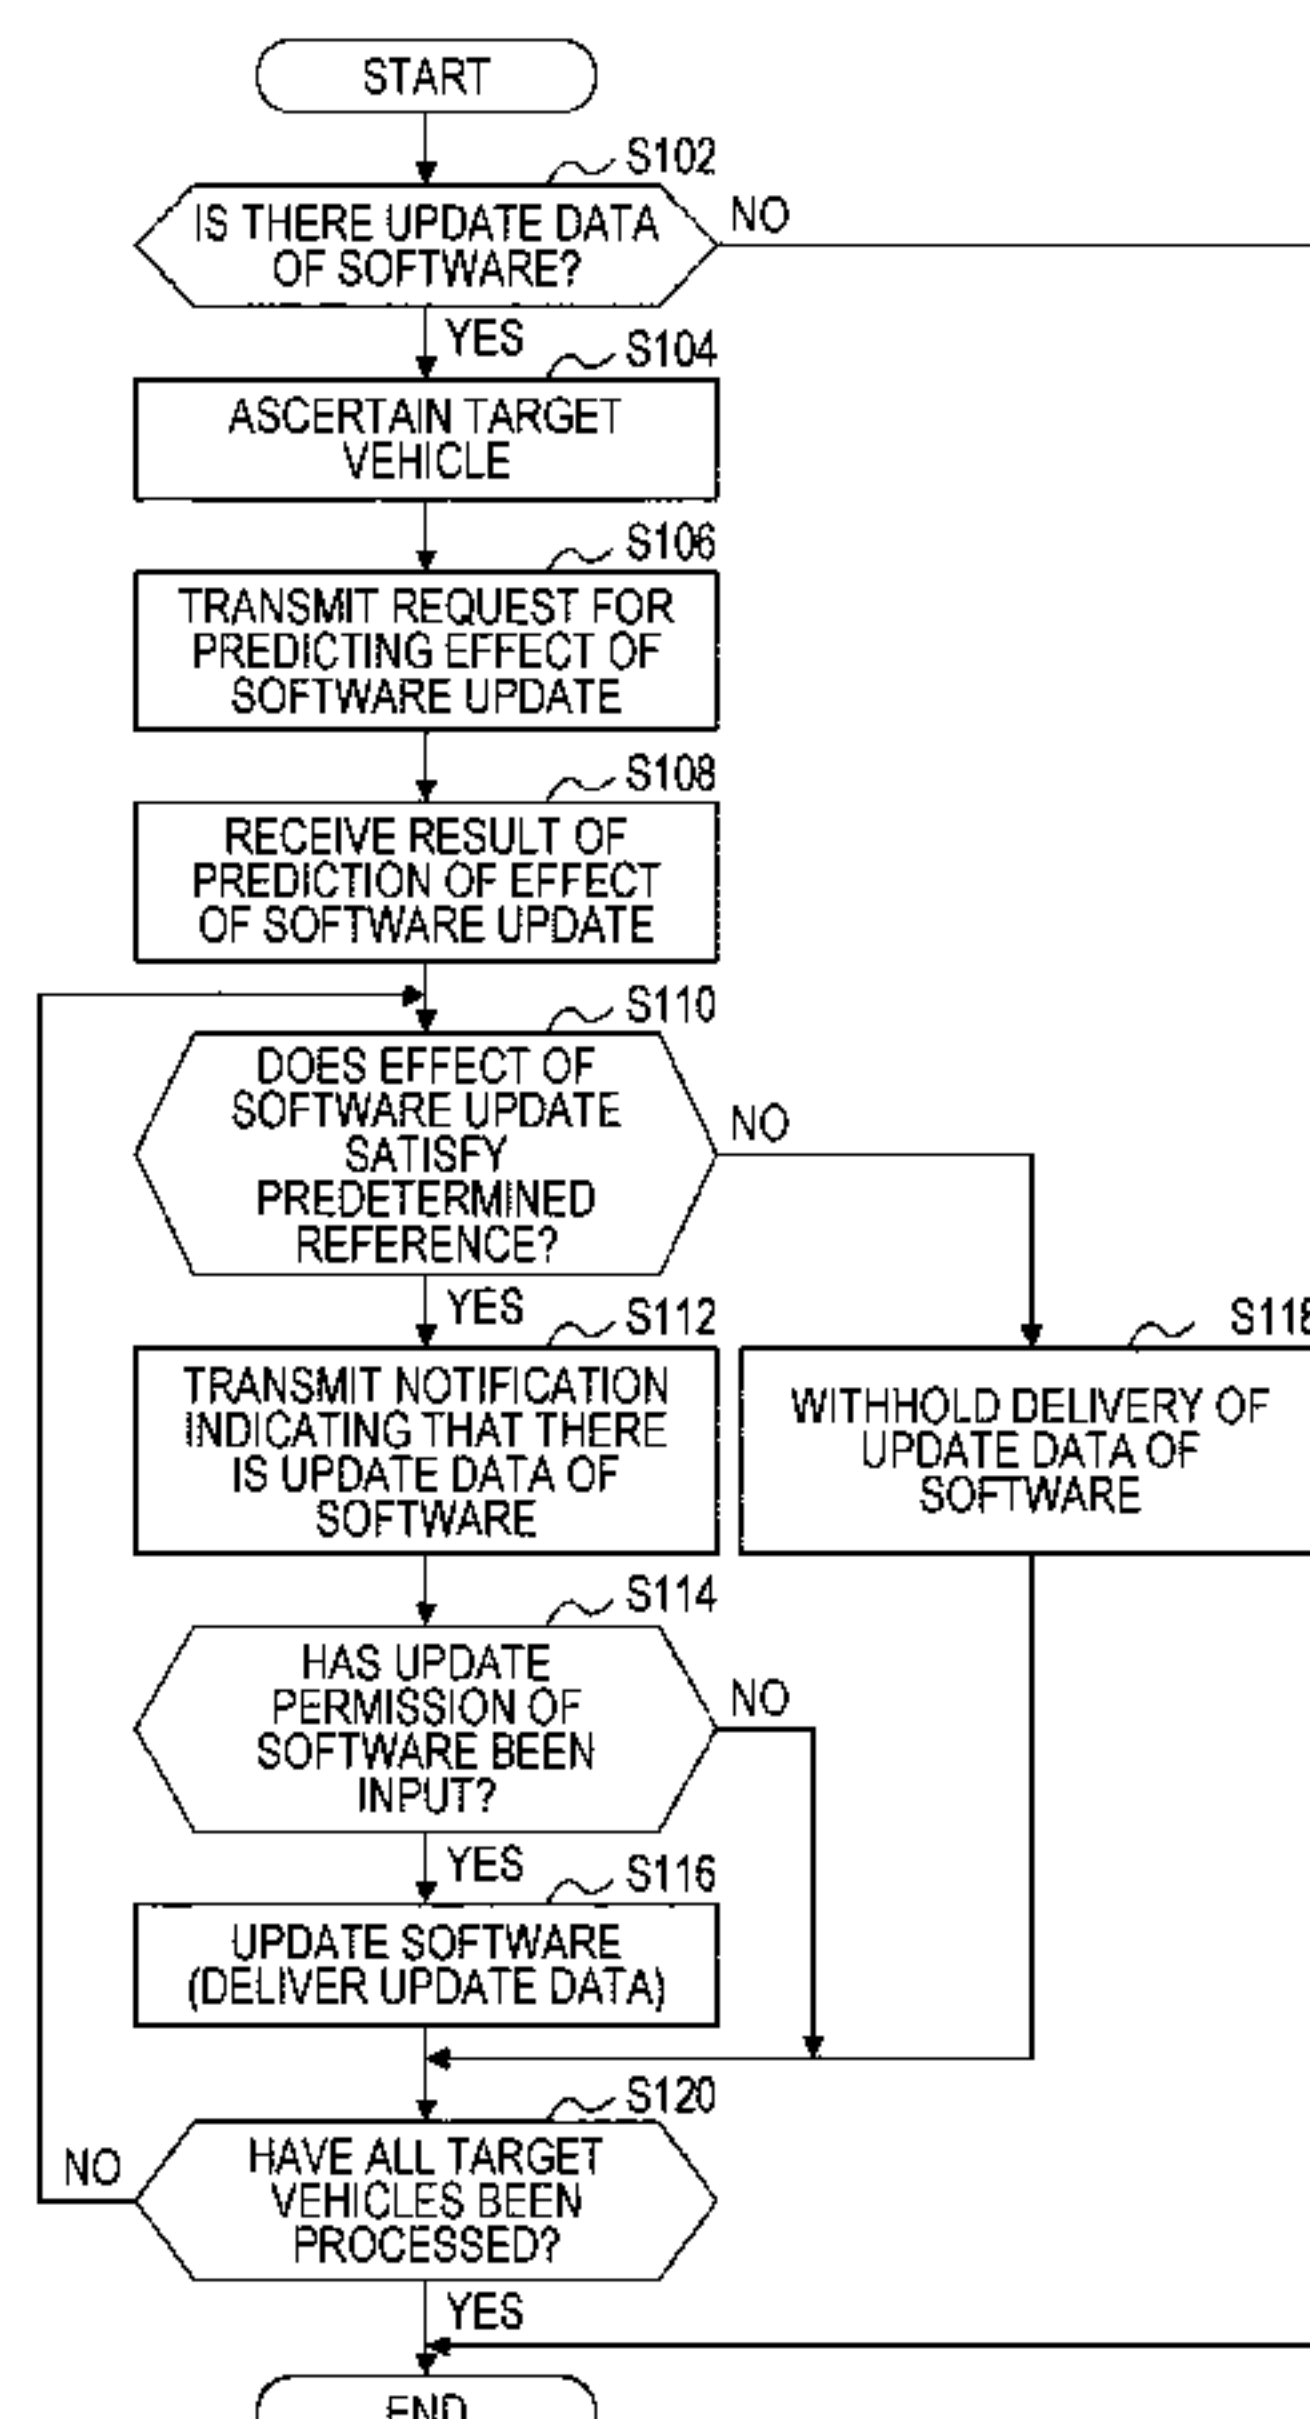 START
S102
IS THERE UPDATE DATA
OF SOFTWARE?
NO
YES
S104
ASCERTAIN TARGET
VEHICLE
S106
TRANSMIT REQUEST FOR
PREDICTING EFFECT OF
SOFTWARE UPDATE
S108
RECEIVE RESULT OF
PREDICTION OF EFFECT
OF SOFTWARE UPDATE
S110
DOES EFFECT OF
SOFTWARE UPDATE
SATISFY
PREDETERMINED
REFERENCE?
NO
YES
S112
TRANSMIT NOTIFICATION
INDICATING THAT THERE
IS UPDATE DATA OF
SOFTWARE
S118
WITHHOLD DELIVERY OF
UPDATE DATA OF
SOFTWARE
S114
HAS UPDATE
PERMISSION OF
SOFTWARE BEEN
INPUT?
NO
YES
S116
UPDATE SOFTWARE
(DELIVER UPDATE DATA)
S120
HAVE ALL TARGET
VEHICLES BEEN
PROCESSED?
NO
YES
END